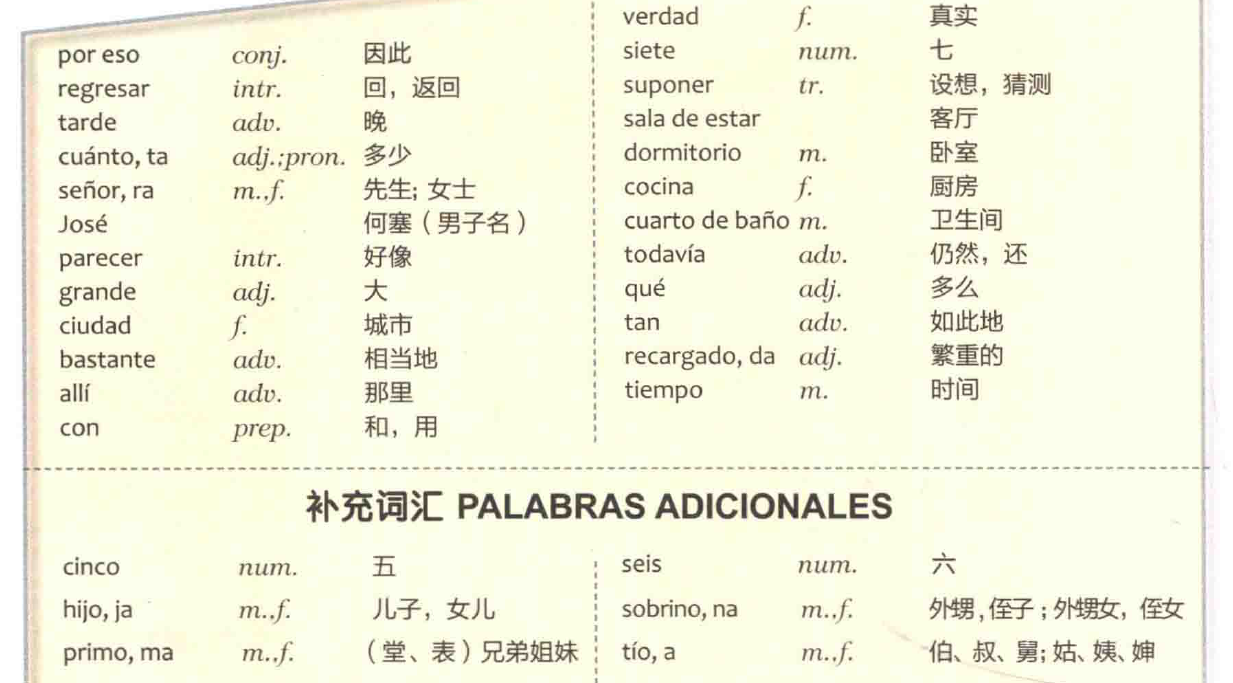 por eso conj. 因此
regresar intr. 回，返回
tarde adv. 晚
cuánto, ta adj.;pron. 多少
señor, ra m.,f. 先生; 女士
José 何塞（男子名）
parecer intr. 好像
grande adj. 大
ciudad f. 城市
bastante adv. 相当地
allí adv. 那里
con prep. 和，用
verdad f. 真实
siete num. 七
suponer tr. 设想，猜测
sala de estar 客厅
dormitorio m. 卧室
cocina f. 厨房
cuarto de baño m. 卫生间
todavía adv. 仍然，还
qué adj. 多么
tan adv. 如此地
recargado, da adj. 繁重的
tiempo m. 时间
补充词汇 PALABRAS ADICIONALES
cinco num. 五
hijo, ja m.,f. 儿子，女儿
primo, ma m.,f. （堂、表）兄弟姐妹
seis num. 六
sobrino, na m.,f. 外甥, 侄子；外甥女，侄女
tío, a m.,f. 伯、叔、舅; 姑、姨、婶